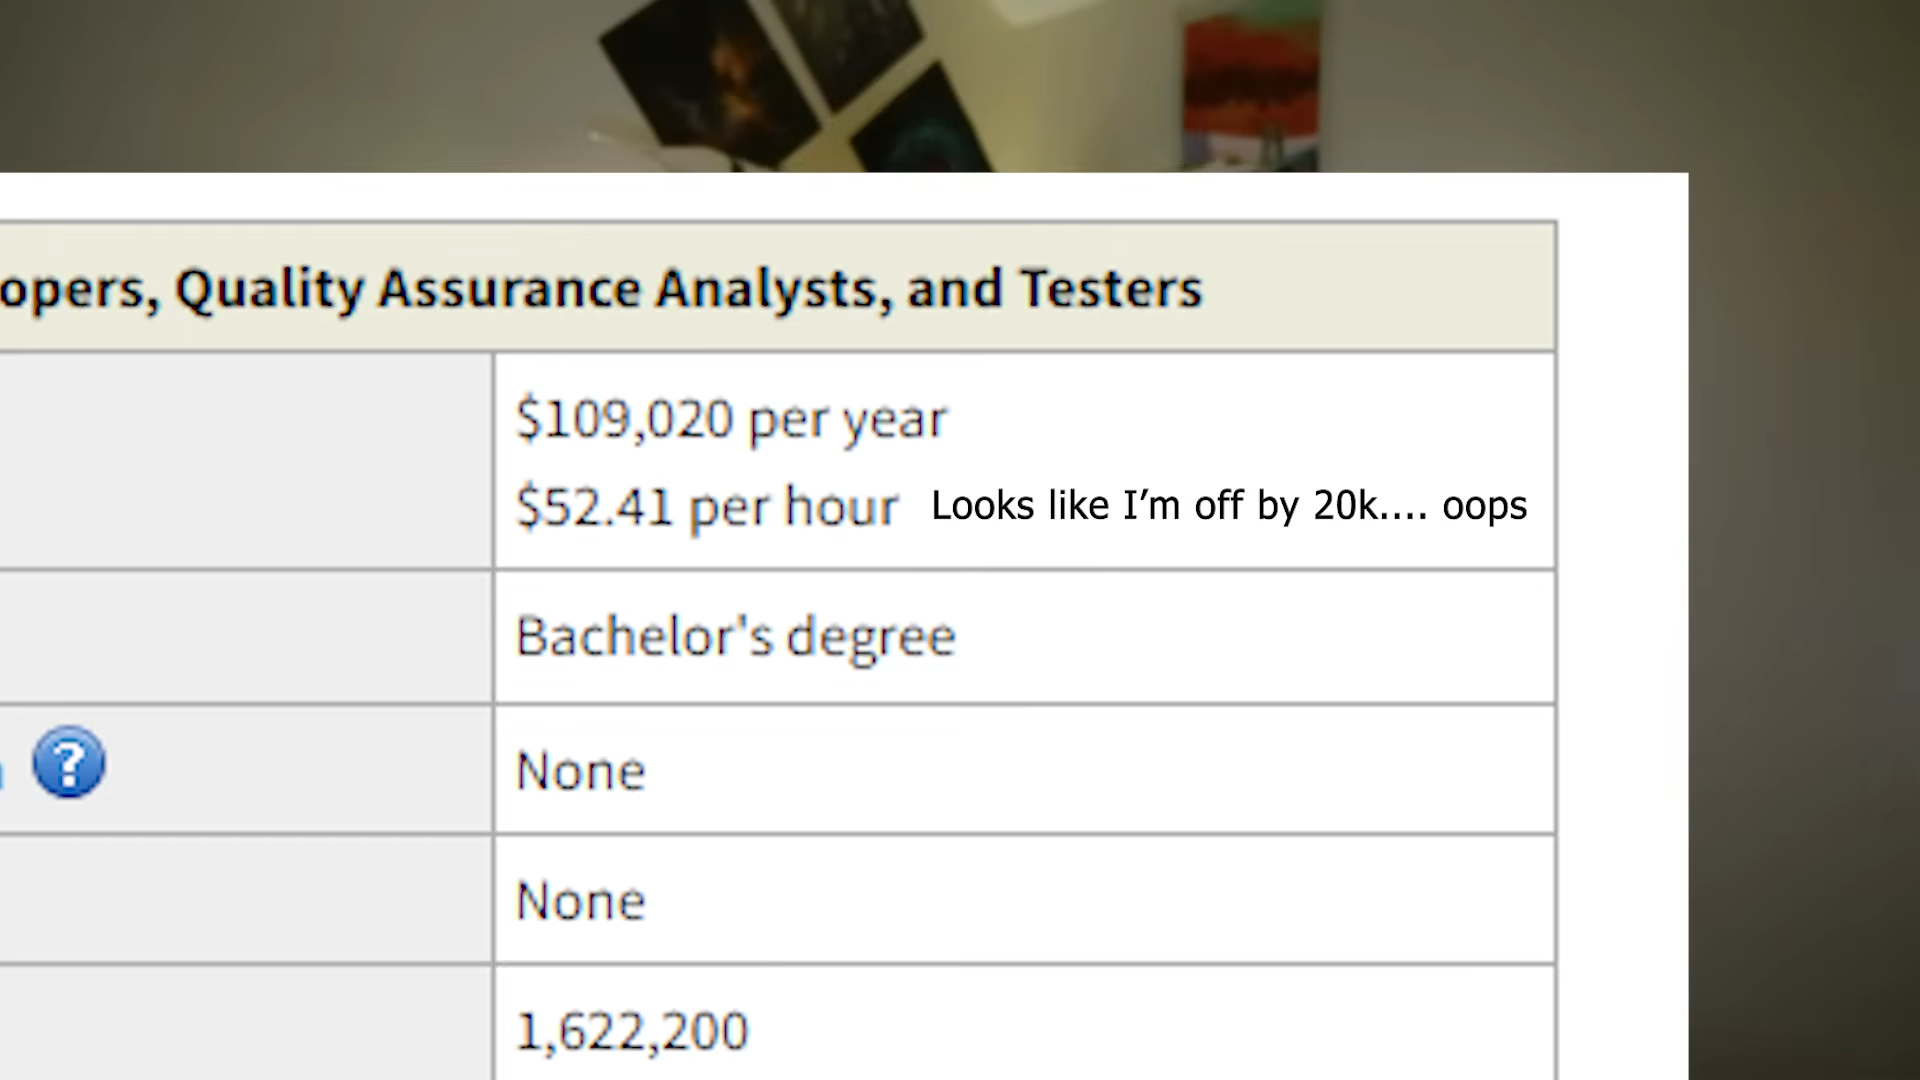 opers, Quality Assurance Analysts, and Testers
$109,020 per year
$52.41 per hour Looks like I’m off by 20k.... oops
Bachelor's degree
?
None
None
1,622,200